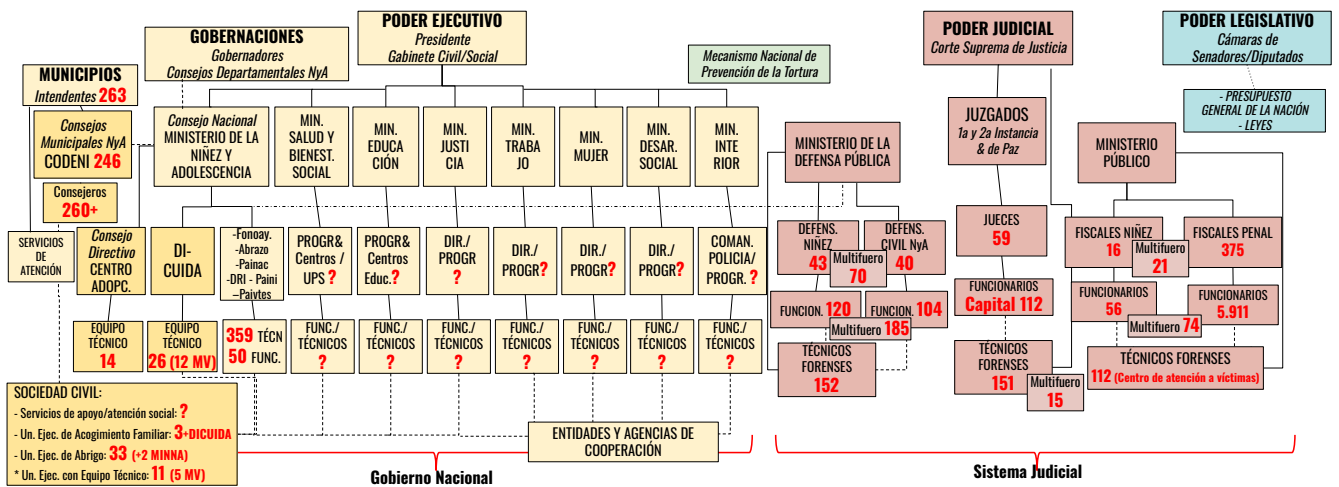 PODER EJECUTIVO
Presidente
Gabinete Civil/Social
GOBERNACIONES
Gobernadores
Consejos Departamentales NyA
MUNICIPIOS
Intendentes 263
Mecanismo Nacional de
Prevención de la Tortura
PODER JUDICIAL
Corte Suprema de Justicia
PODER LEGISLATIVO
Cámaras de
Senadores/Diputados
- PRESUPUESTO
GENERAL DE LA NACIÓN
- LEYES
Consejos
Municipales NyA
CODENI 246
Consejeros
260+
SERVICIOS
DE
ATENCIÓN
Consejo Nacional
MINISTERIO DE LA
NIÑEZ Y
ADOLESCENCIA
MIN.
SALUD Y
BIENEST.
SOCIAL
MIN.
EDUCA
CIÓN
MIN.
JUSTI
CIA
MIN.
TRABA
JO
MIN.
MUJER
MIN.
DESAR.
SOCIAL
MIN.
INTE
RIOR
MINISTERIO DE LA
DEFENSA PÚBLICA
JUZGADOS
1a y 2a Instancia
& de Paz
MINISTERIO
PÚBLICO
Consejo
Directivo
CENTRO
ADOPC.
DI-
CUIDA
-Fonoay.
-Abrazo
-Painac
-DRI - Paini
–Paivtes
PROGR&
Centros /
UPS ?
PROGR&
Centros
Educ.?
DIR./
PROGR
?
DIR./
PROGR?
DIR./
PROGR?
DIR./
PROGR?
COMAN.
POLICIA/
PROGR. ?
DEFENS.
NIÑEZ
43
DEFENS.
CIVIL NyA
40
Multifuero
70
JUECES
59
FISCALES NIÑEZ
16
FISCALES PENAL
375
Multifuero
21
FUNCION. 120
FUNCION. 104
Multifuero 185
FUNCIONARIOS
Capital 112
FUNCIONARIOS
56
FUNCIONARIOS
5.911
Multifuero 74
EQUIPO
TÉCNICO
14
EQUIPO
TÉCNICO
26 (12 MV)
359 TÉCN
50 FUNC.
FUNC./
TÉCNICOS
?
FUNC./
TÉCNICOS
?
FUNC./
TÉCNICOS
?
FUNC./
TÉCNICOS
?
FUNC./
TÉCNICOS
?
FUNC./
TÉCNICOS
?
FUNC./
TÉCNICOS
?
TÉCNICOS
FORENSES
152
TÉCNICOS
FORENSES
151
Multifuero
15
TÉCNICOS FORENSES
112 (Centro de atención a víctimas)
SOCIEDAD CIVIL:
- Servicios de apoyo/atención social: ?
- Un. Ejec. de Acogimiento Familiar: 3+DICUIDA
- Un. Ejec. de Abrigo: 33 (+2 MINNA)
* Un. Ejec. con Equipo Técnico: 11 (5 MV)
ENTIDADES Y AGENCIAS DE
COOPERACIÓN
Gobierno Nacional
Sistema Judicial